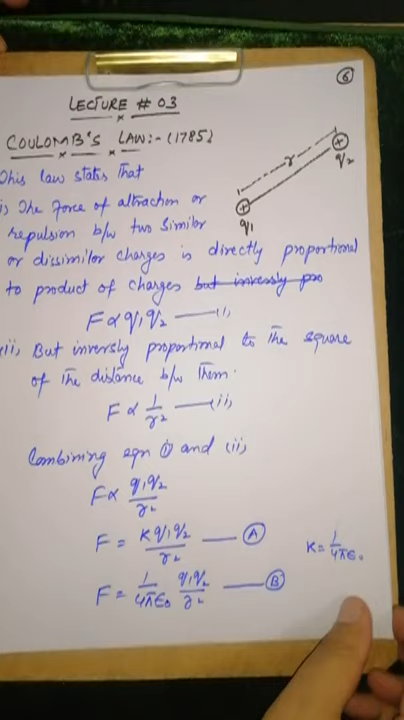 6
LECTURE # 03
COULOMB'S LAW:- (1785)
This law states that
i) The Force of attraction or
repulsion b/w two similar
or dissimilar charges is directly proportional
to product of charges but inversly pro
F ∝ q₁q₂ —— (i)
(ii) But inversly proportional to the square
of the distance b/w them.
F ∝ 1/r² —— (ii)
Combining eqn (i) and (ii)
F ∝ q₁q₂/r²
F = K q₁q₂/r² —— (A)
K = 1/4πε₀
F = 1/4πε₀ q₁q₂/r² —— (B)
r
+ q₂
+ q₁